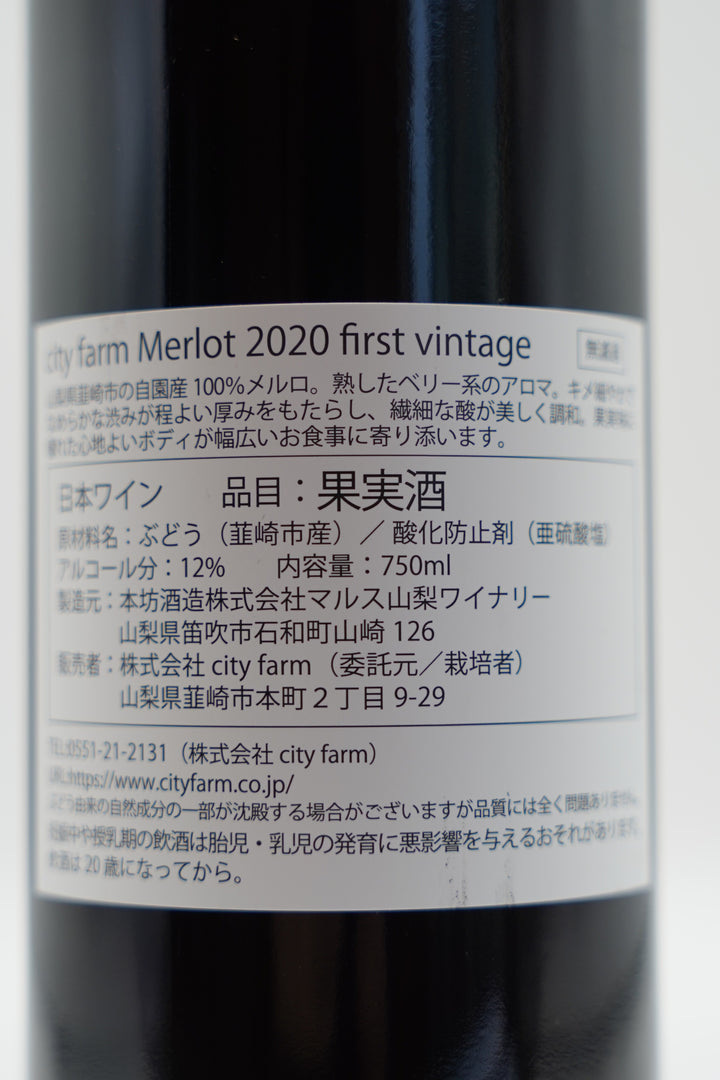 city farm Merlot 2020 first vintage
無濾過
山梨県韮崎市の自園産 100%メルロ。熟したベリー系のアロマ。キメ細やかで
なめらかな渋みが程よい厚みをもたらし、繊細な酸が美しく調和。果実味に
優れた心地よいボディが幅広いお食事に寄り添います。
日本ワイン 品目：果実酒
原材料名：ぶどう（韮崎市産）／ 酸化防止剤（亜硫酸塩）
アルコール分：12% 内容量：750ml
製造元：本坊酒造株式会社マルス山梨ワイナリー
山梨県笛吹市石和町山崎 126
販売者：株式会社 city farm（委託元／栽培者）
山梨県韮崎市本町２丁目 9-29
TEL:0551-21-2131（株式会社 city farm）
URL:https://www.cityfarm.co.jp/
ぶどう由来の自然成分の一部が沈殿する場合がございますが品質には全く問題ありません。
妊娠中や授乳期の飲酒は胎児・乳児の発育に悪影響を与えるおそれがあります。
飲酒は 20 歳になってから。